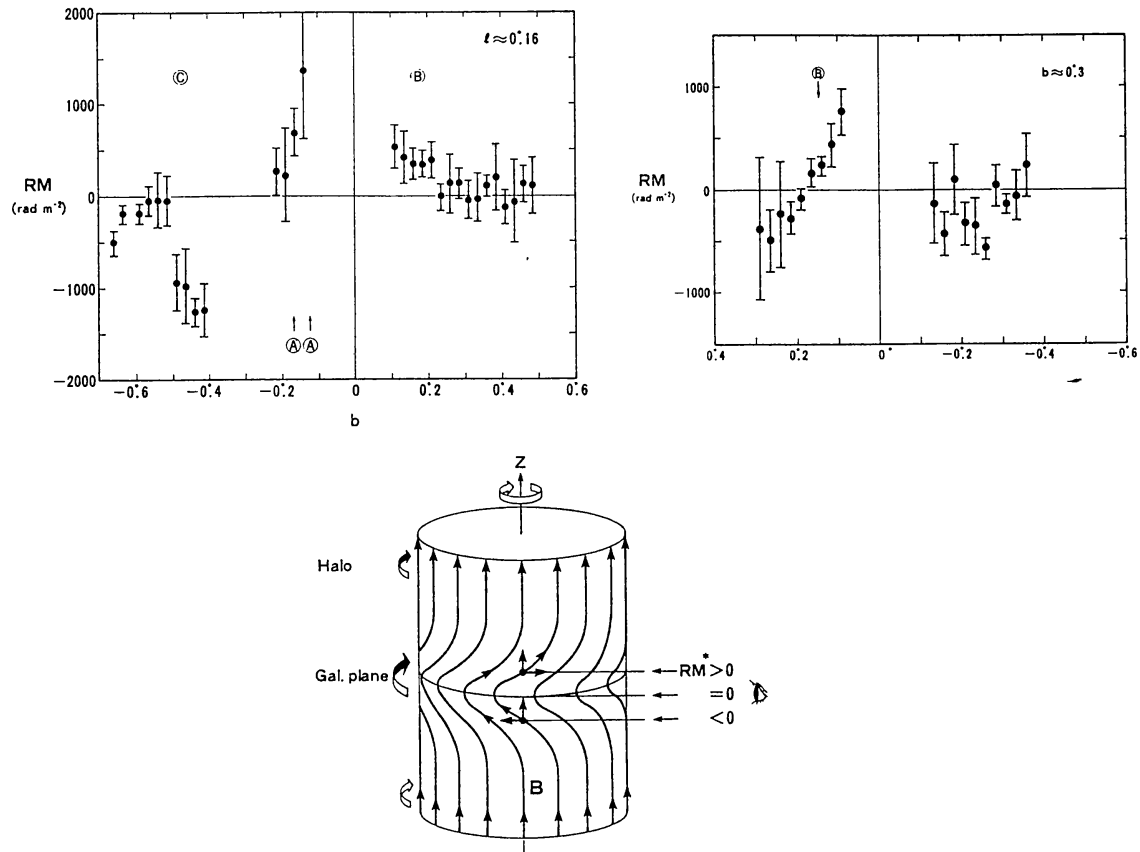 2000
1000
0
−1000
−2000
RM
(rad m⁻²)
ℓ≈0°.16
Ⓒ
Ⓑ
Ⓐ Ⓐ
−0°.6 −0°.4 −0°.2 0 0°.2 0°.4 0°.6
b
1000
0
−1000
RM
(rad m⁻²)
Ⓑ
b≈0°.3
0°.4 0°.2 0° −0°.2 −0°.4 −0°.6
Z
Halo
Gal. plane
RM* >0
=0
<0
B